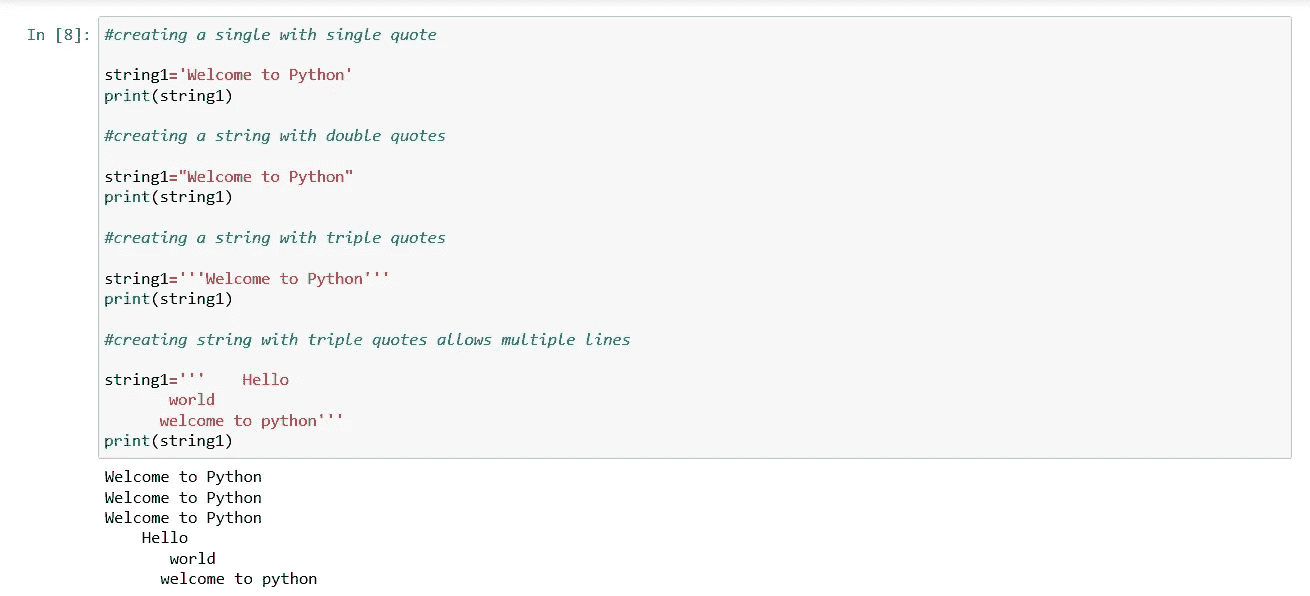 In [8]: #creating a single with single quote
string1='Welcome to Python'
print(string1)
#creating a string with double quotes
string1="Welcome to Python"
print(string1)
#creating a string with triple quotes
string1='''Welcome to Python'''
print(string1)
#creating string with triple quotes allows multiple lines
string1='''    Hello
       world
      welcome to python'''
print(string1)
Welcome to Python
Welcome to Python
Welcome to Python
    Hello
       world
      welcome to python